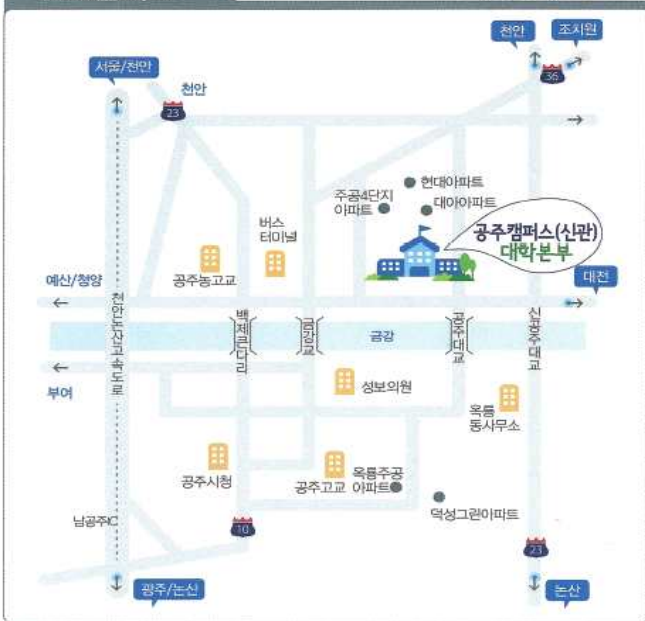 천안
조치원
서울/천안
36
천안
23
현대아파트
주공4단지
아파트
대아아파트
버스
터미널
공주캠퍼스(신관)
대학본부
공주농고교
예산/청양
대전
천안논산고속도로
백제큰다리
금강교
금강
공주대교
신공주대교
부여
성보의원
옥룡
동사무소
공주시청
공주고교
옥룡주공
아파트
덕성그린아파트
남공주IC
10
23
광주/논산
논산